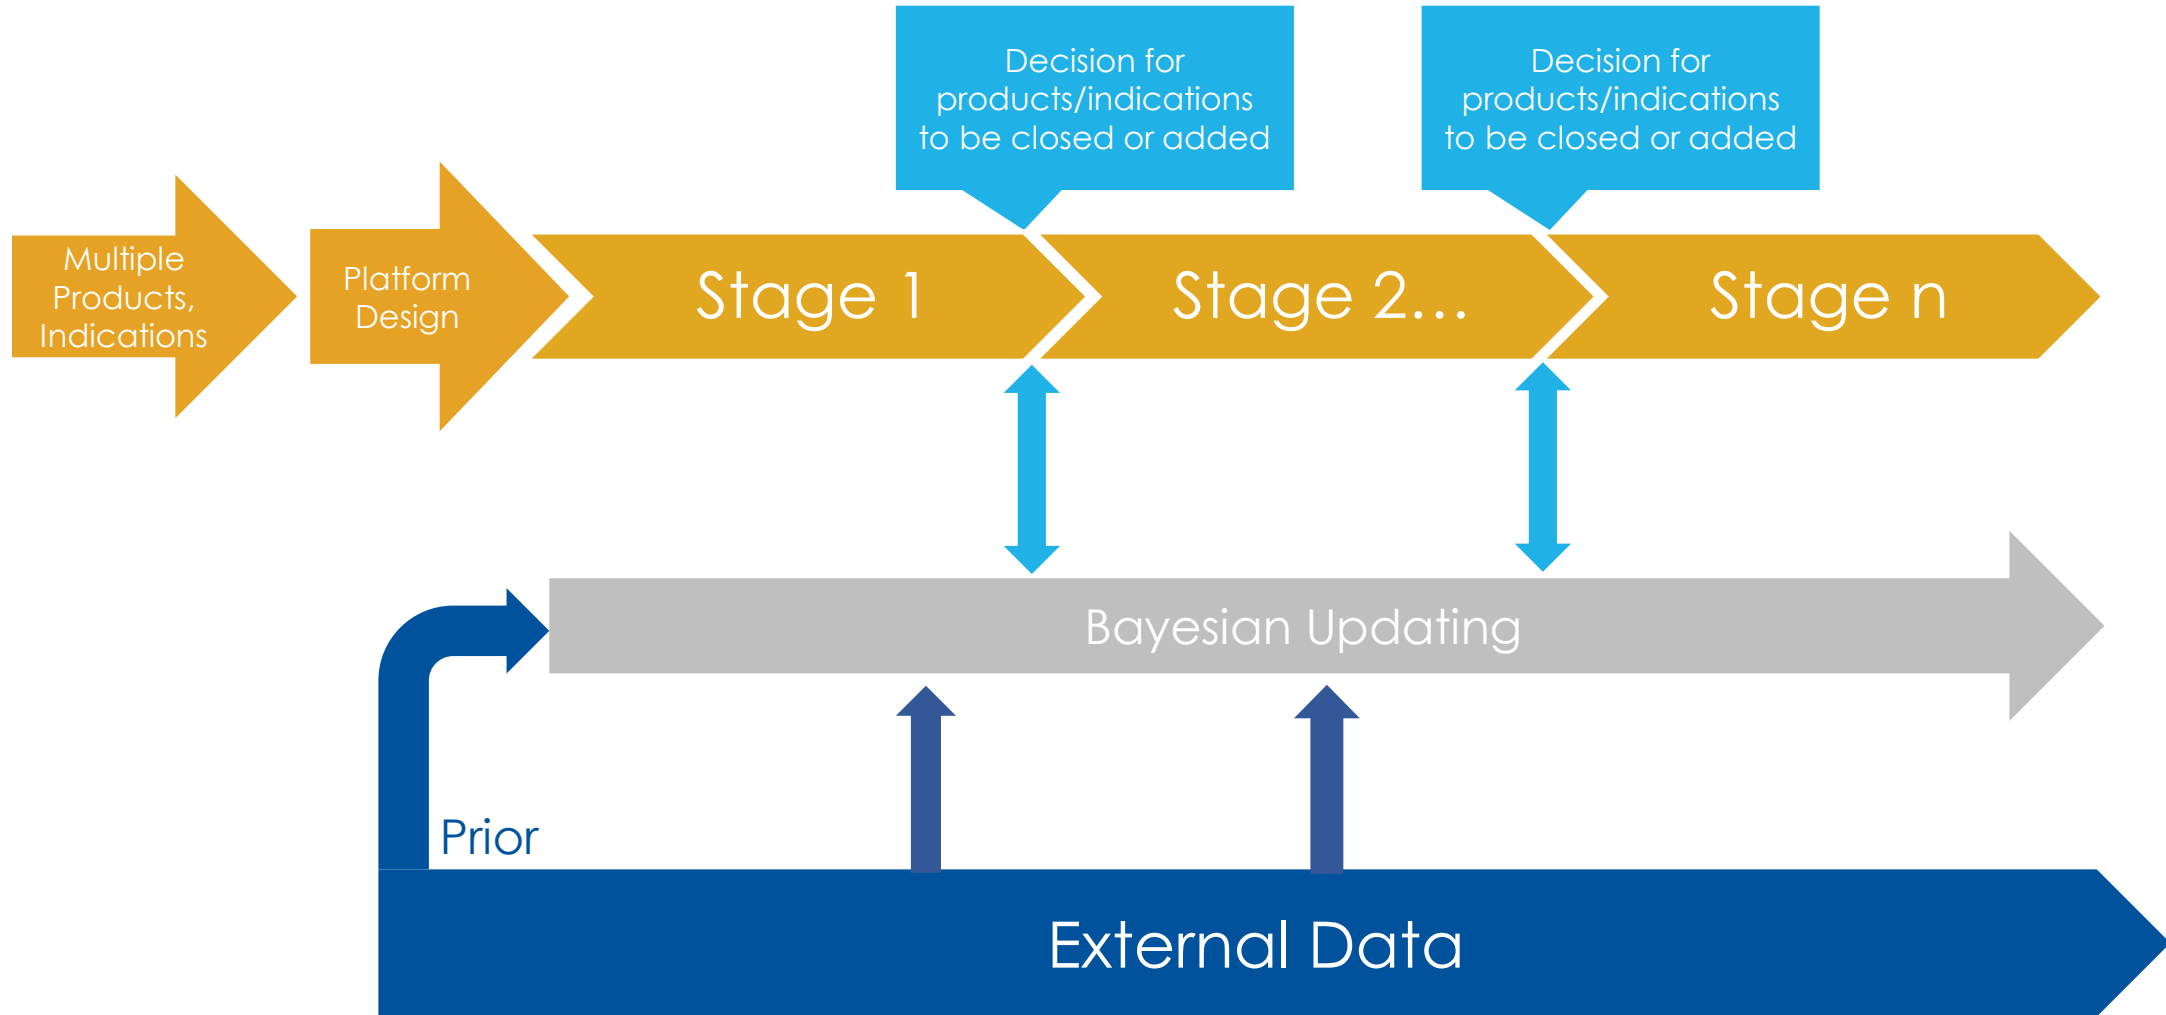 Decision for
products/indications
to be closed or added
Decision for
products/indications
to be closed or added
Multiple
Products,
Indications
Platform
Design
Stage 1
Stage 2...
Stage n
Bayesian Updating
Prior
External Data